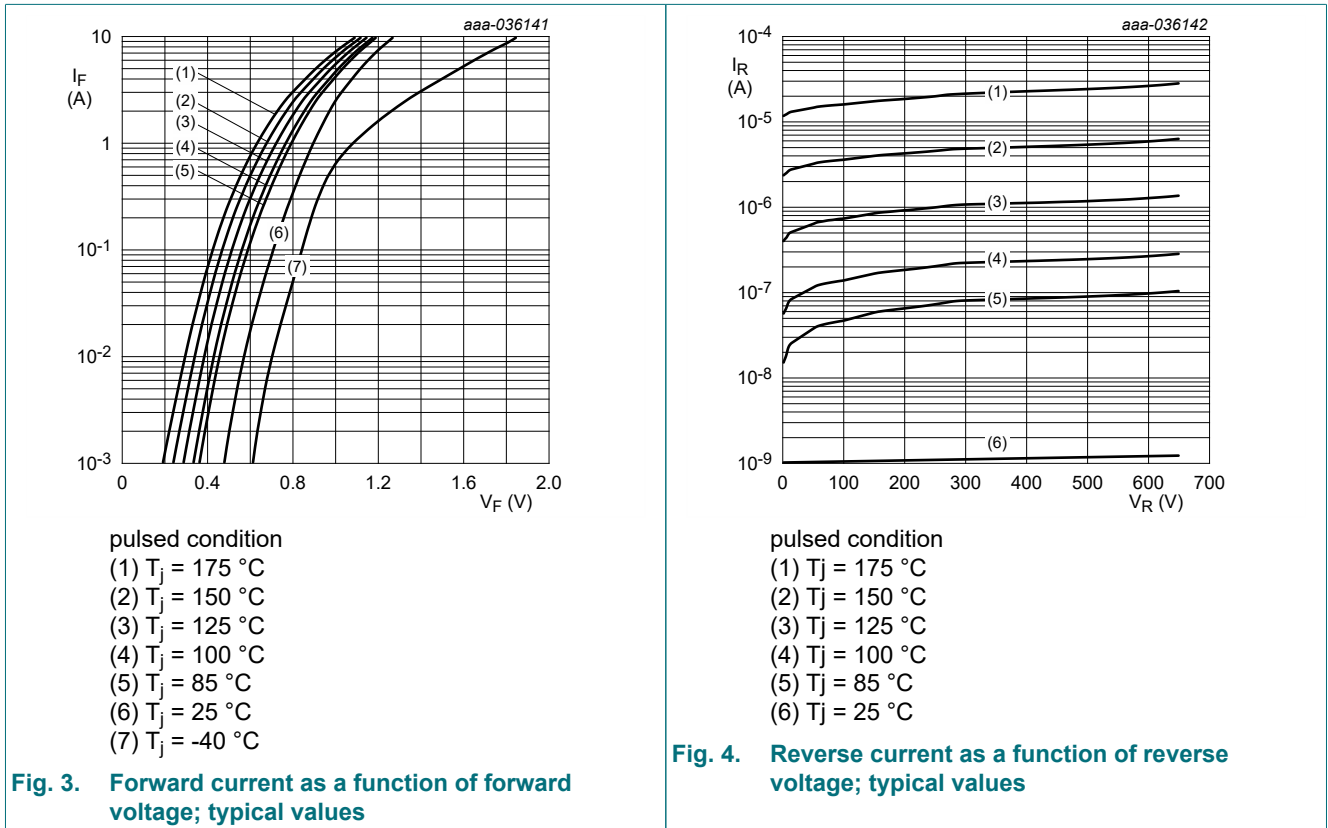 aaa-036141
10
I_F
(A)
(1)
(2)
(3)
1
(4)
(5)
(6)
10^-1
(7)
10^-2
10^-3
0 0.4 0.8 1.2 1.6 2.0
V_F (V)
pulsed condition
(1) T_j = 175 °C
(2) T_j = 150 °C
(3) T_j = 125 °C
(4) T_j = 100 °C
(5) T_j = 85 °C
(6) T_j = 25 °C
(7) T_j = -40 °C
Fig. 3. Forward current as a function of forward
voltage; typical values
aaa-036142
10^-4
I_R
(A)
(1)
10^-5
(2)
10^-6
(3)
(4)
10^-7
(5)
10^-8
(6)
10^-9
0 100 200 300 400 500 600 700
V_R (V)
pulsed condition
(1) Tj = 175 °C
(2) Tj = 150 °C
(3) Tj = 125 °C
(4) Tj = 100 °C
(5) Tj = 85 °C
(6) Tj = 25 °C
Fig. 4. Reverse current as a function of reverse
voltage; typical values